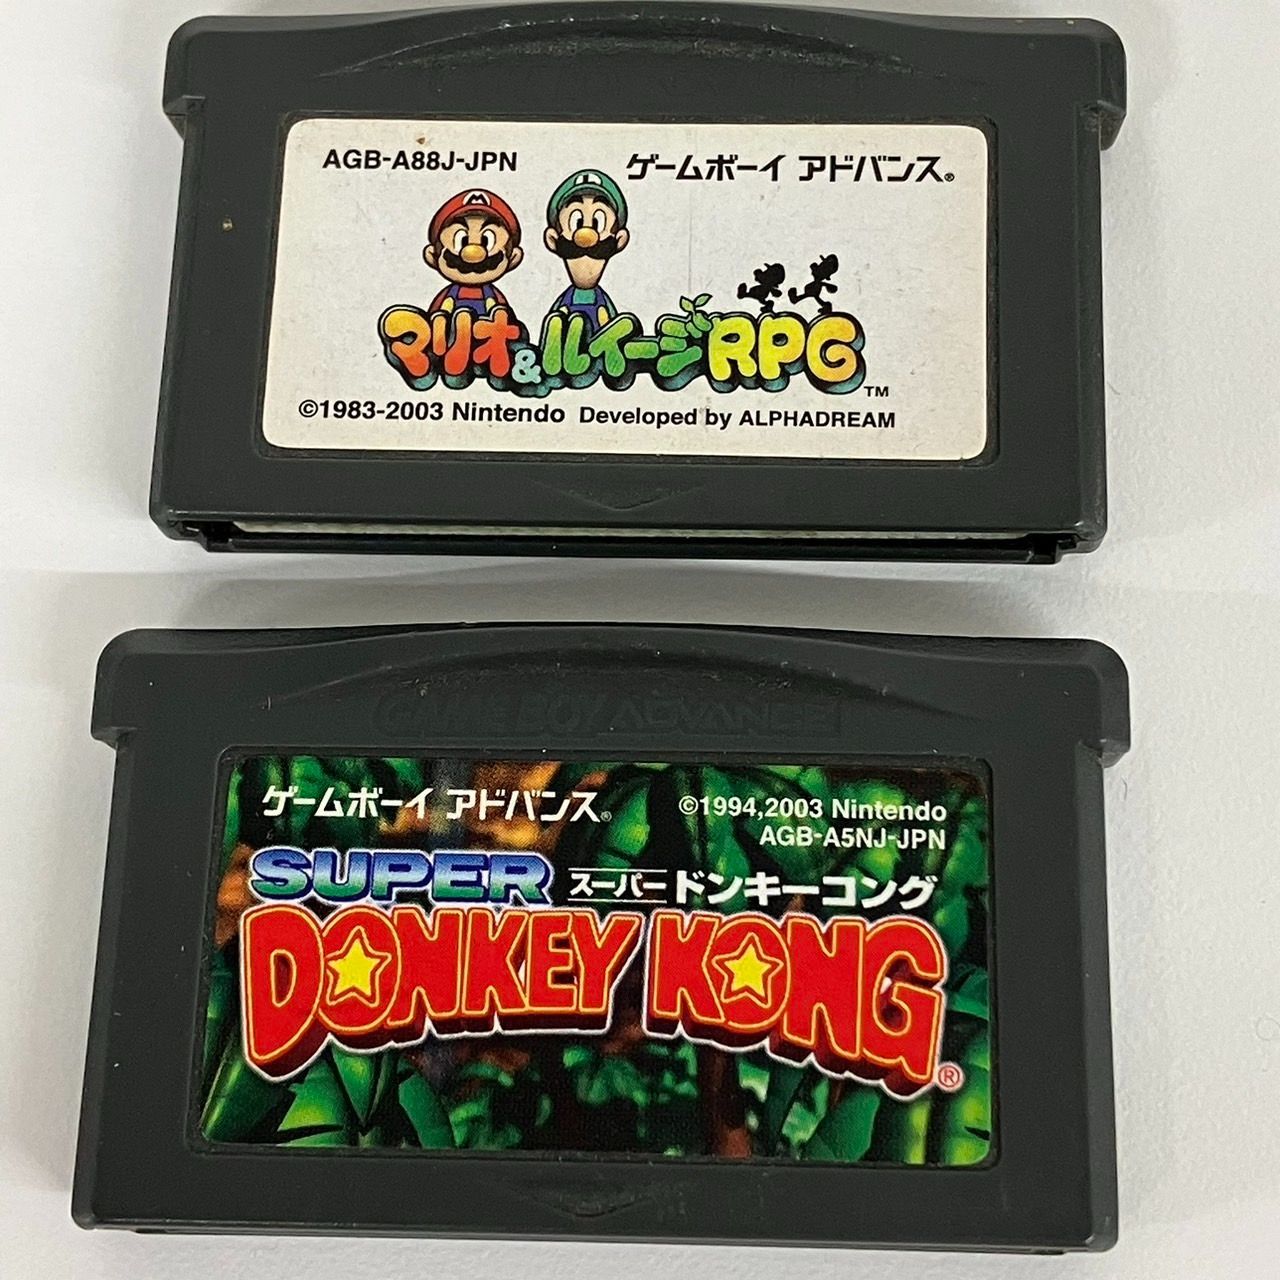 AGB-A88J-JPN ゲームボーイ アドバンス®
マリオ&ルイージRPG™
©1983-2003 Nintendo Developed by ALPHADREAM
GAME BOY ADVANCE
ゲームボーイ アドバンス® ©1994,2003 Nintendo
AGB-A5NJ-JPN
SUPER スーパー ドンキーコング
DONKEY KONG®